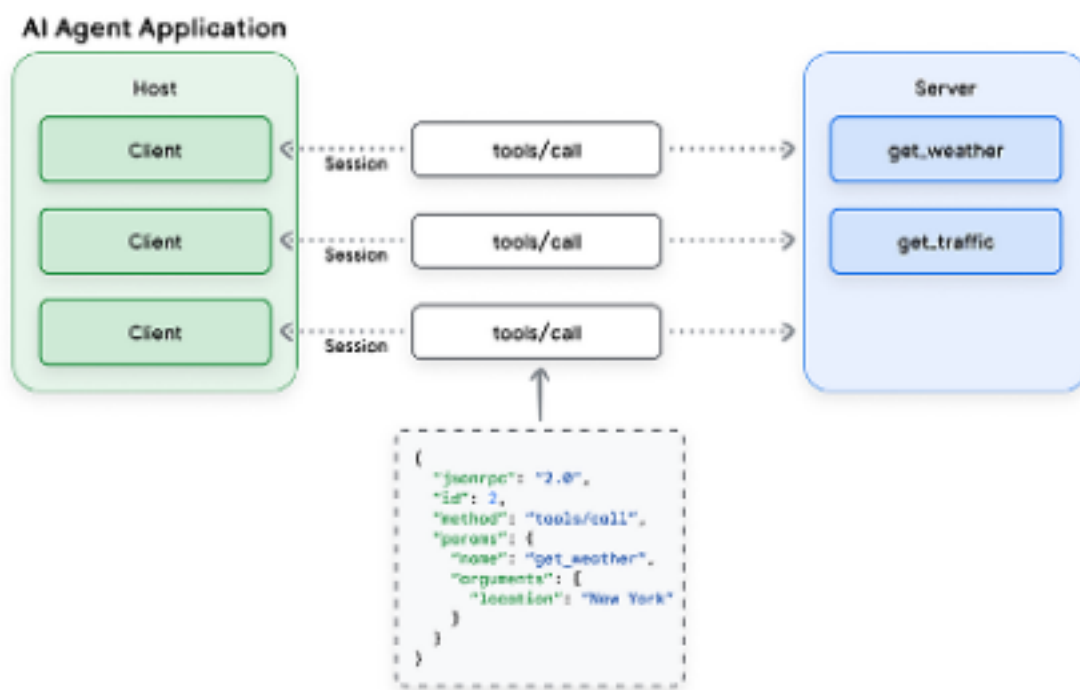 AI Agent Application
Host
Server
Client
Session
tools/call
get_weather
Client
Session
tools/call
get_traffic
Client
Session
tools/call
{
"jsonrpc": "2.0",
"id": 2,
"method": "tools/call",
"params": {
"name": "get_weather",
"arguments": {
"location": "New York"
}
}
}